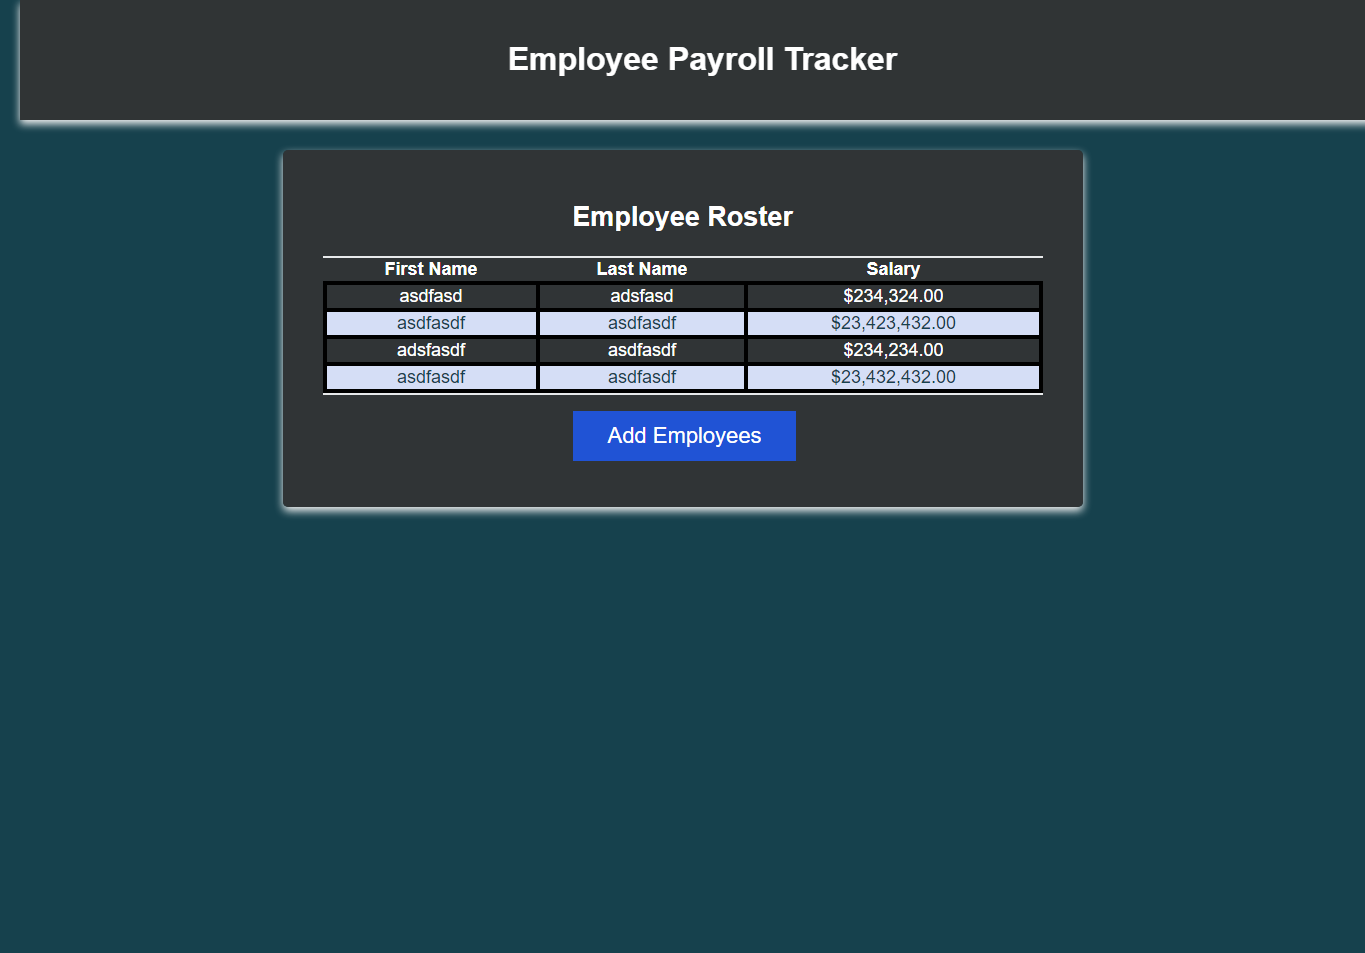 Employee Payroll Tracker
Employee Roster
First Name Last Name Salary
asdfasd adsfasd $234,324.00
asdfasdf asdfasdf $23,423,432.00
adsfasdf asdfasdf $234,234.00
asdfasdf asdfasdf $23,432,432.00
Add Employees